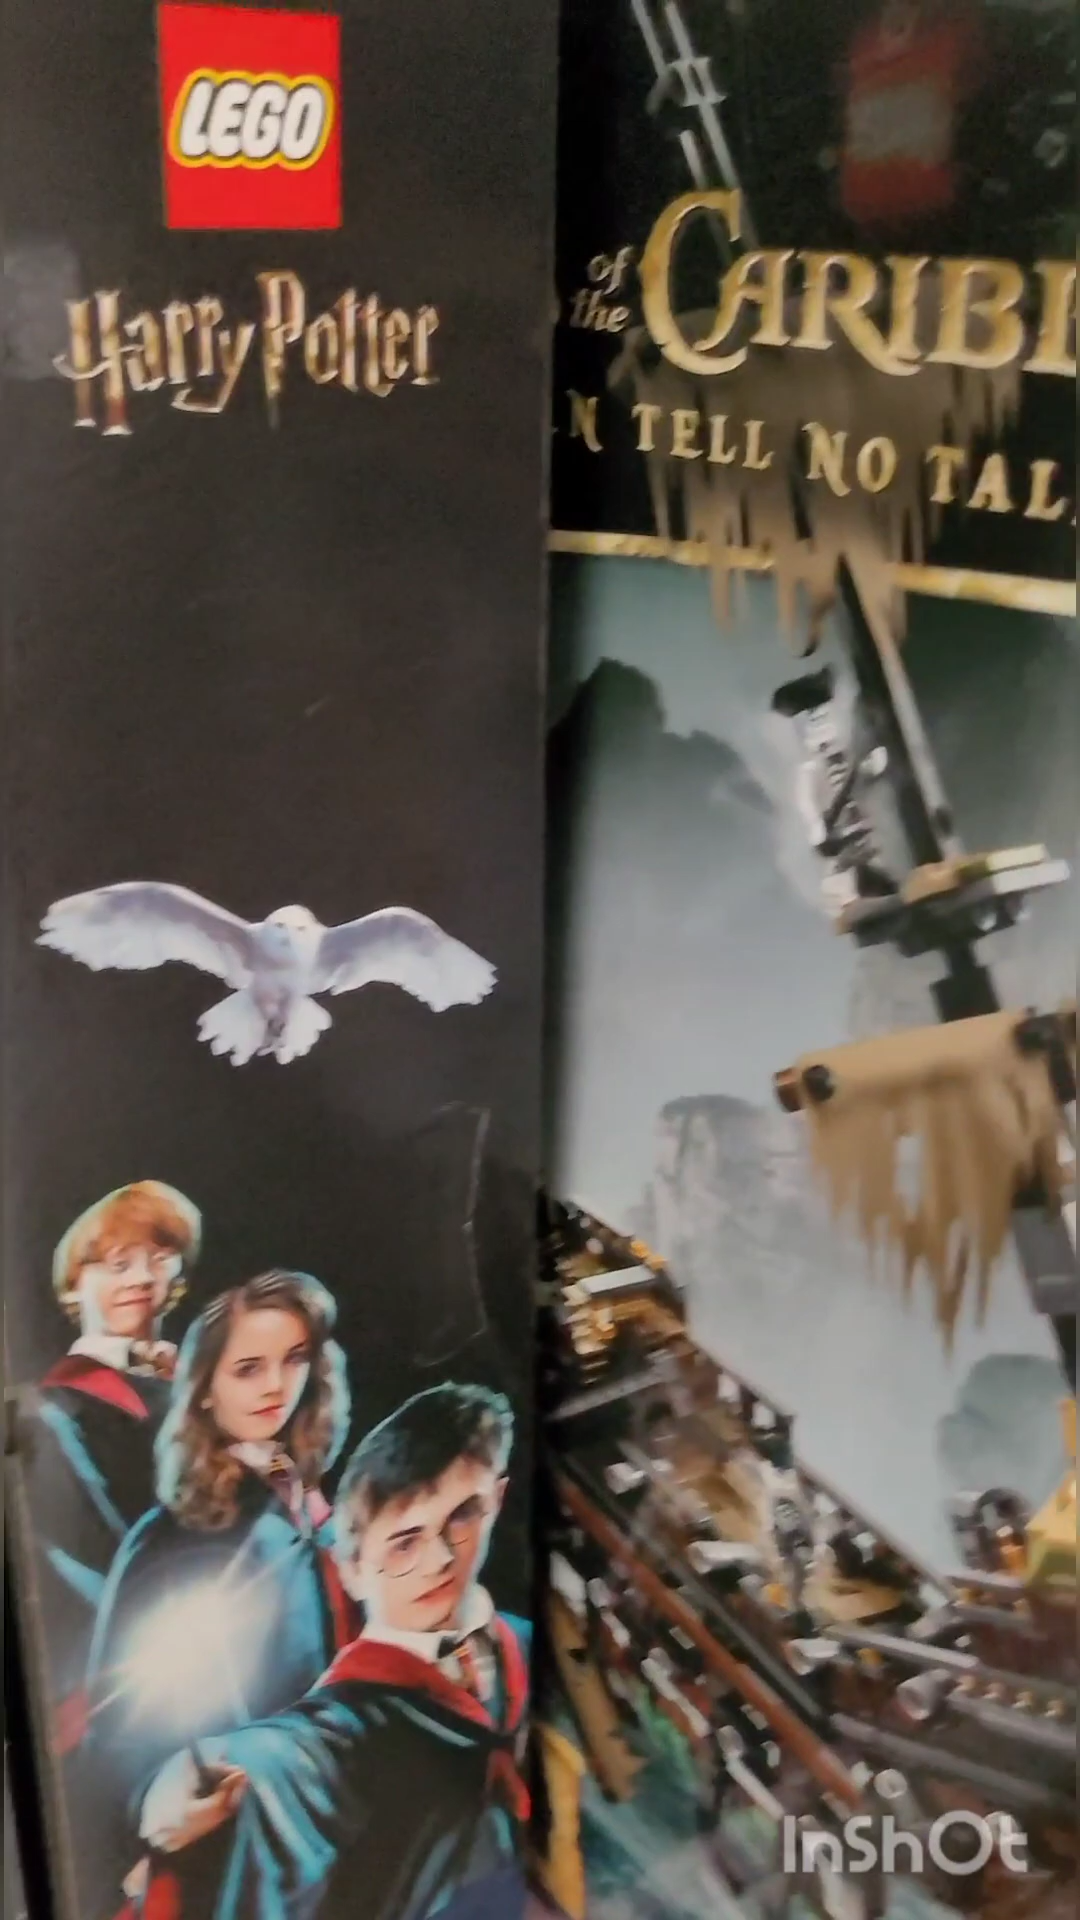 LEGO
Harry Potter
of
the
CARIB
N TELL NO TAL
InShOt